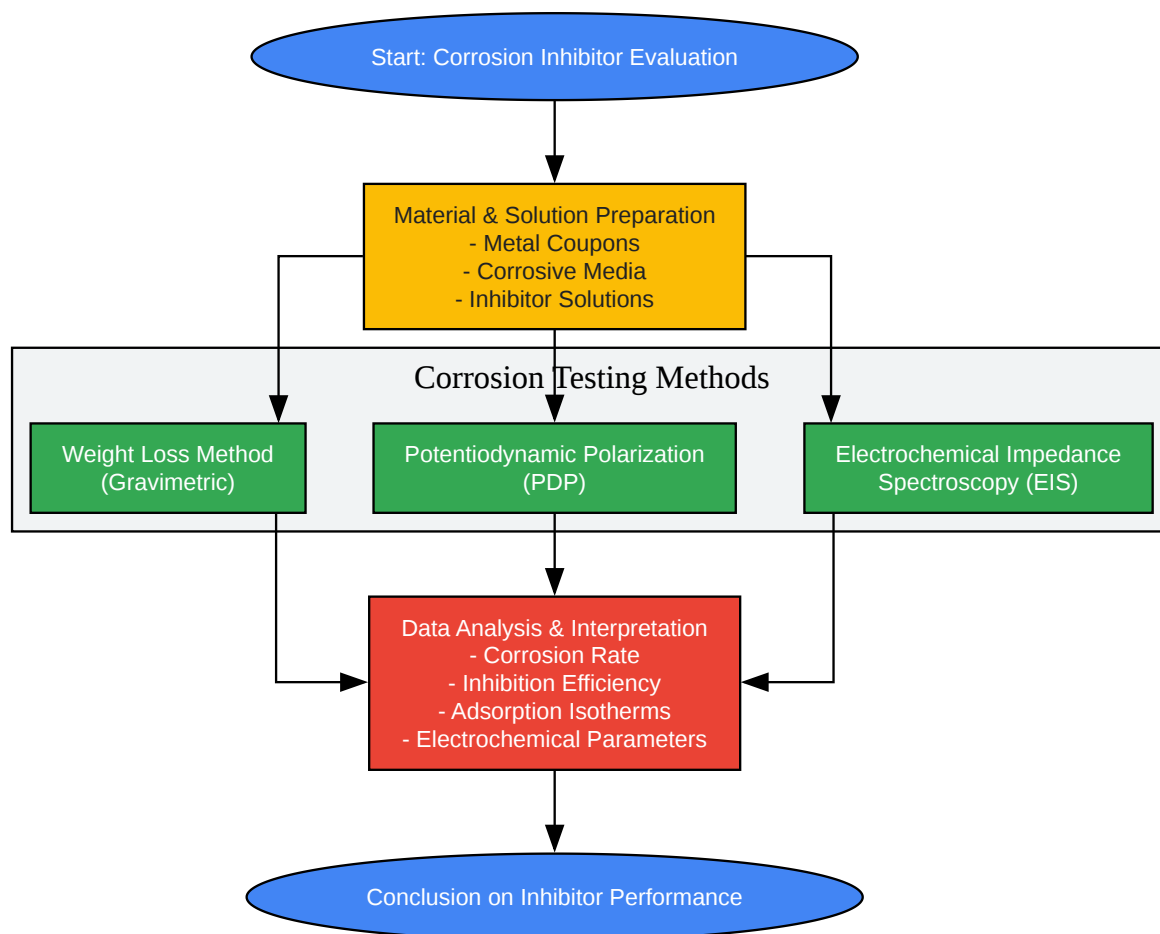 Start: Corrosion Inhibitor Evaluation
Material & Solution Preparation
- Metal Coupons
- Corrosive Media
- Inhibitor Solutions
Corrosion Testing Methods
Weight Loss Method
(Gravimetric)
Potentiodynamic Polarization
(PDP)
Electrochemical Impedance
Spectroscopy (EIS)
Data Analysis & Interpretation
- Corrosion Rate
- Inhibition Efficiency
- Adsorption Isotherms
- Electrochemical Parameters
Conclusion on Inhibitor Performance